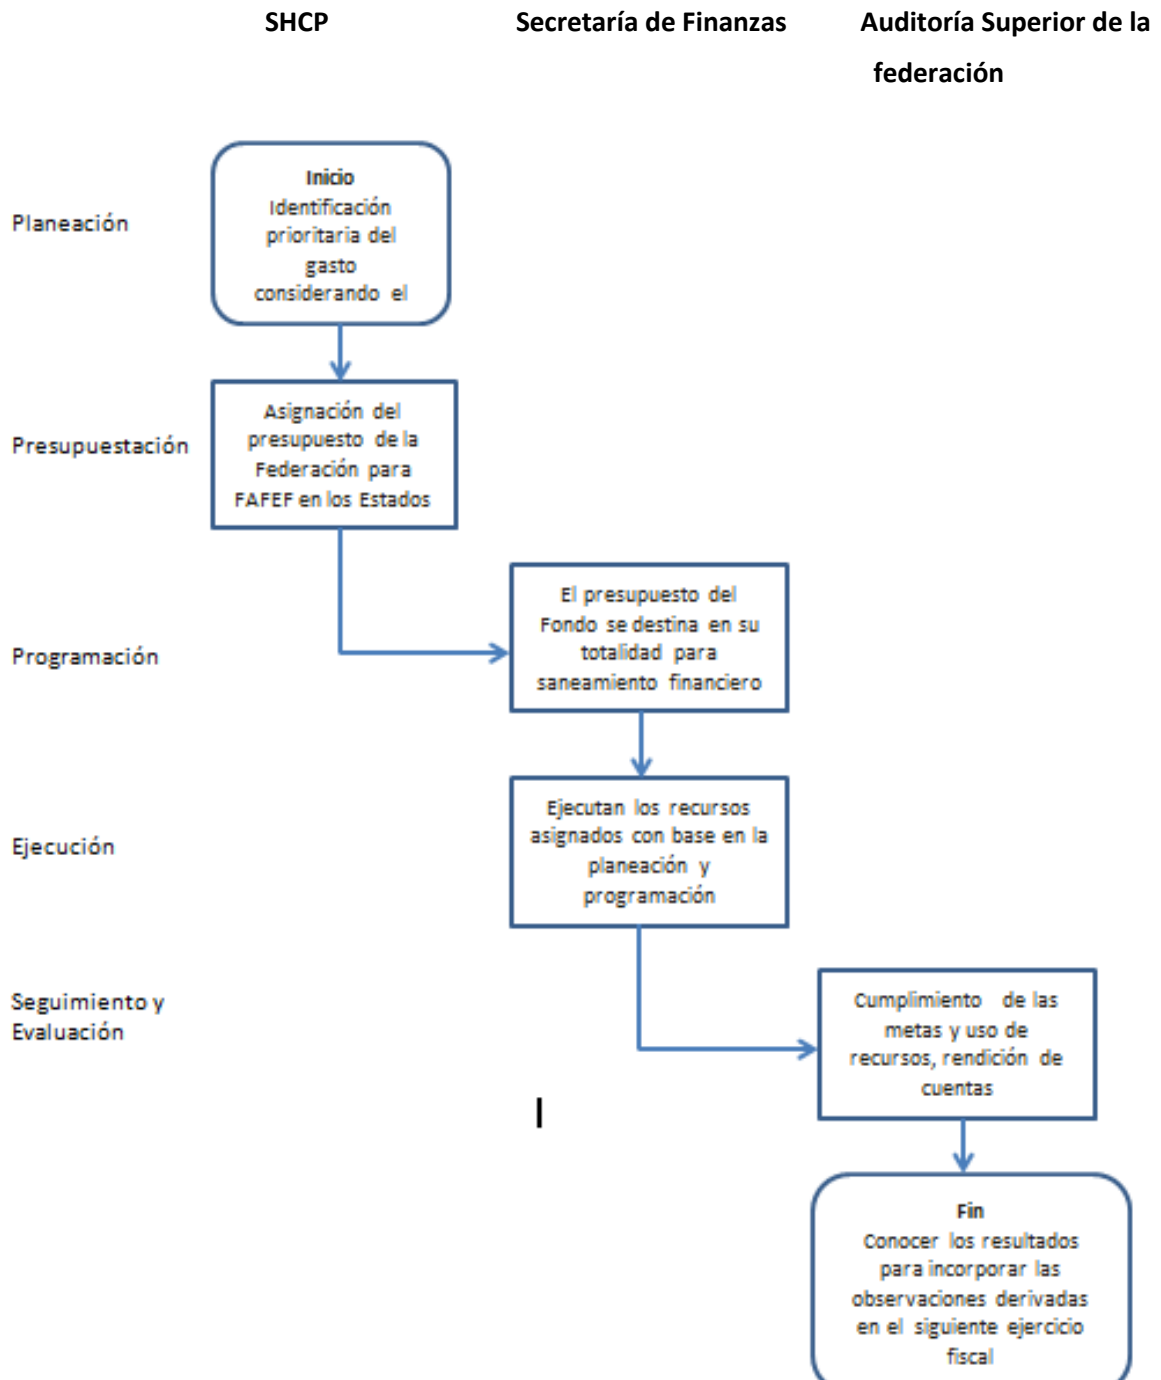 SHCP
Secretaría de Finanzas
Auditoría Superior de la
federación
Planeación
Inicio
Identificación
prioritaria del
gasto
considerando el
Presupuestación
Asignación del
presupuesto de la
Federación para
FAFEF en los Estados
Programación
El presupuesto del
Fondo se destina en su
totalidad para
saneamiento financiero
Ejecución
Ejecutan los recursos
asignados con base en la
planeación y
programación
Seguimiento y
Evaluación
Cumplimiento de las
metas y uso de
recursos, rendición de
cuentas
Fin
Conocer los resultados
para incorporar las
observaciones derivadas
en el siguiente ejercicio
fiscal